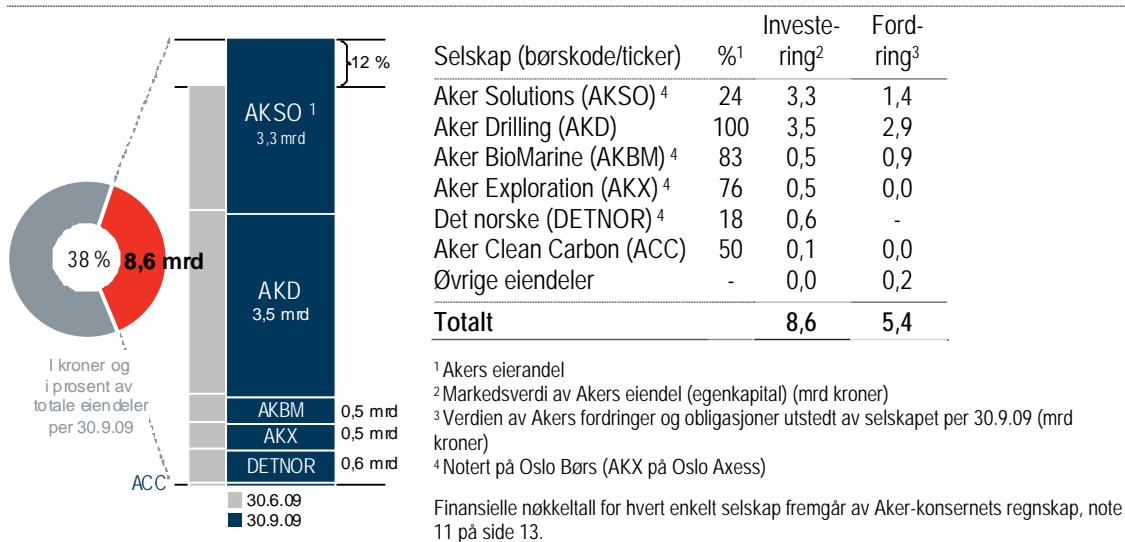 12 %
AKSO 1
3,3 mrd
38 % 8,6 mrd
AKD
3,5 mrd
I kroner og
i prosent av
totale eiendeler
per 30.9.09
AKBM 0,5 mrd
AKX 0,5 mrd
DETNOR 0,6 mrd
ACC
30.6.09
30.9.09
Investe- Ford-
Selskap (børskode/ticker) %1 ring2 ring3
Aker Solutions (AKSO) 4 24 3,3 1,4
Aker Drilling (AKD) 100 3,5 2,9
Aker BioMarine (AKBM) 4 83 0,5 0,9
Aker Exploration (AKX) 4 76 0,5 0,0
Det norske (DETNOR) 4 18 0,6 -
Aker Clean Carbon (ACC) 50 0,1 0,0
Øvrige eiendeler - 0,0 0,2
Totalt 8,6 5,4
1 Akers eierandel
2 Markedsverdi av Akers eiendel (egenkapital) (mrd kroner)
3 Verdien av Akers fordringer og obligasjoner utstedt av selskapet per 30.9.09 (mrd
kroner)
4 Notert på Oslo Børs (AKX på Oslo Axess)
Finansielle nøkkeltall for hvert enkelt selskap fremgår av Aker-konsernets regnskap, note
11 på side 13.